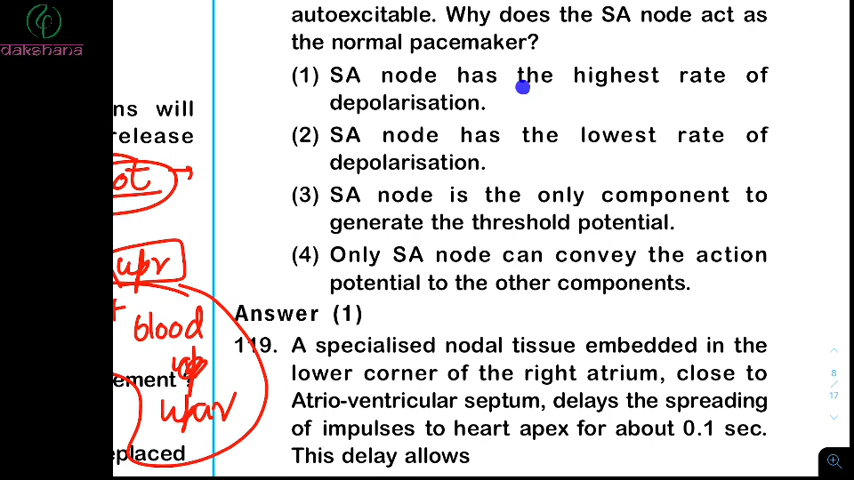 dakshana
ns will
release
ot
upr
blood
ement ?
eplaced
autoexcitable. Why does the SA node act as
the normal pacemaker?
(1) SA node has the highest rate of
depolarisation.
(2) SA node has the lowest rate of
depolarisation.
(3) SA node is the only component to
generate the threshold potential.
(4) Only SA node can convey the action
potential to the other components.
Answer (1)
119. A specialised nodal tissue embedded in the
lower corner of the right atrium, close to
Atrio-ventricular septum, delays the spreading
of impulses to heart apex for about 0.1 sec.
This delay allows
8
/
17